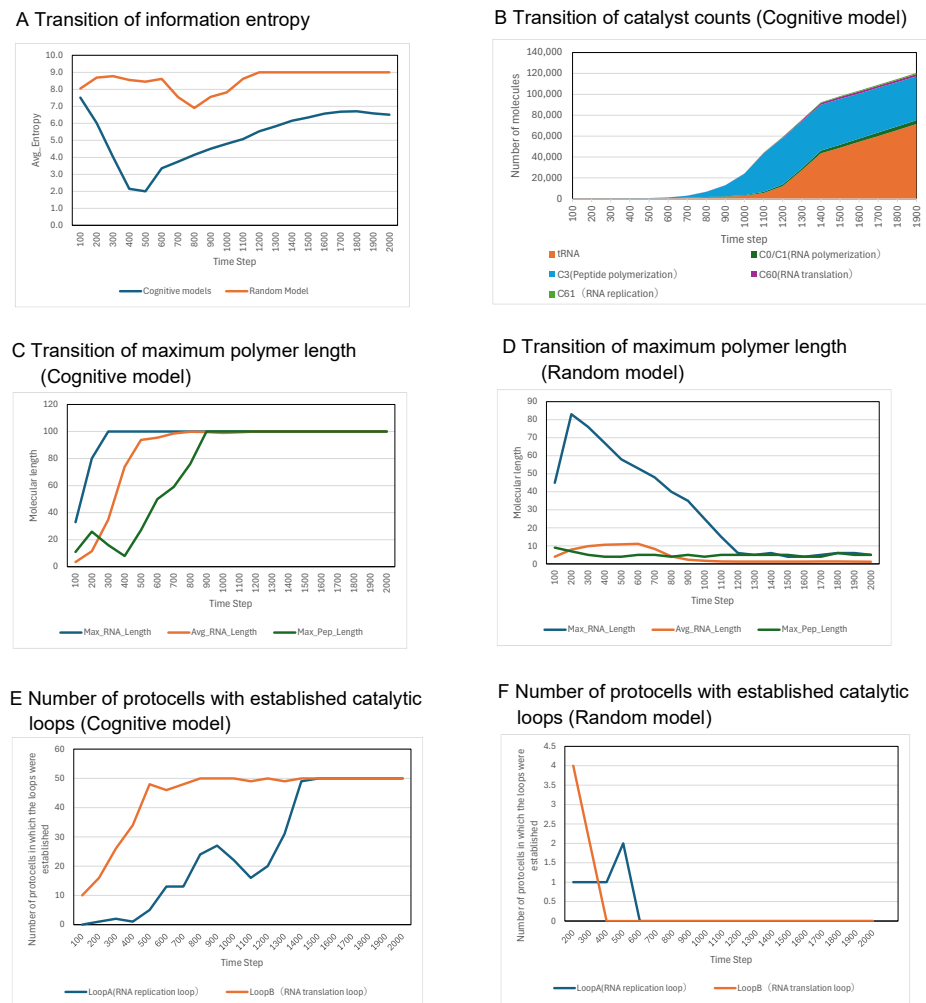 A Transition of information entropy
10.0
9.0
8.0
7.0
6.0
5.0
4.0
3.0
2.0
1.0
0.0
Avg_Entropy
100 200 300 400 500 600 700 800 900 1000 1100 1200 1300 1400 1500 1600 1700 1800 1900 2000
Time Step
Cognitive models Random Model
B Transition of catalyst counts (Cognitive model)
140,000
120,000
100,000
80,000
60,000
40,000
20,000
0
Number of molecules
100 200 300 400 500 600 700 800 900 1000 1100 1200 1300 1400 1500 1600 1700 1800 1900
Time step
tRNA C0/C1(RNA polymerization)
C3(Peptide polymerization) C60(RNA translation)
C61 (RNA replication)
C Transition of maximum polymer length
(Cognitive model)
120
100
80
60
40
20
0
Molecular length
100 200 300 400 500 600 700 800 900 1000 1100 1200 1300 1400 1500 1600 1700 1800 1900 2000
Time Step
Max_RNA_Length Avg_RNA_Length Max_Pep_Length
D Transition of maximum polymer length
(Random model)
90
80
70
60
50
40
30
20
10
0
Molecular length
100 200 300 400 500 600 700 800 900 1000 1100 1200 1300 1400 1500 1600 1700 1800 1900 2000
Time Step
Max_RNA_Length Avg_RNA_Length Max_Pep_Length
E Number of protocells with established catalytic
loops (Cognitive model)
60
50
40
30
20
10
0
Number of protocells in which the loops were
established
100 200 300 400 500 600 700 800 900 1000 1100 1200 1300 1400 1500 1600 1700 1800 1900 2000
Time Step
LoopA(RNA replication loop) LoopB (RNA translation loop)
F Number of protocells with established catalytic
loops (Random model)
4.5
4
3.5
3
2.5
2
1.5
1
0.5
0
Number of protocells in which the loops were
established
200 300 400 500 600 700 800 900 1000 1100 1200 1300 1400 1500 1600 1700 1800 1900 2000
Time Step
LoopA(RNA replication loop) LoopB (RNA translation loop)